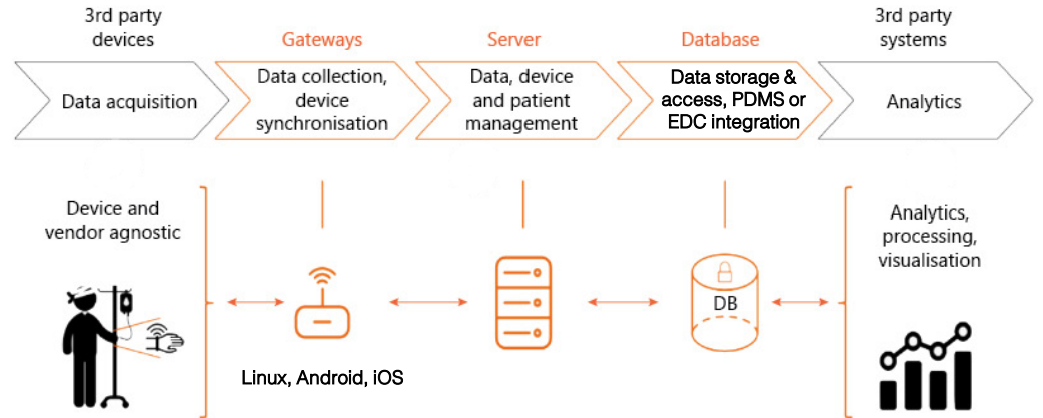 3rd party
devices
Gateways
Server
Database
3rd party
systems
Data acquisition
Data collection,
device
synchronisation
Data, device
and patient
management
Data storage &
access, PDMS or
EDC integration
Analytics
Device and
vendor agnostic
Linux, Android, iOS
DB
Analytics,
processing,
visualisation